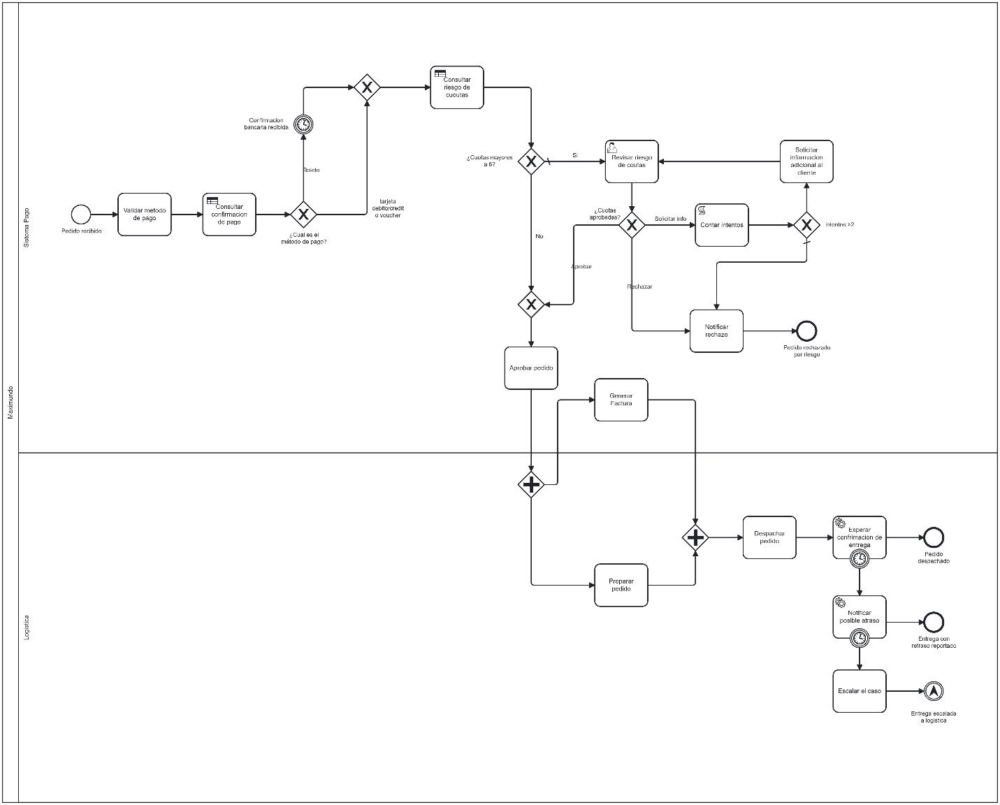 Maximundo
Sistema Pago
Logistica
Pedido recibido
Validar metodo
de pago
Consultar
confirmacion
de pago
¿Cual es el
método de pago?
Boleto
Confirmacion
bancaria recibida
tarjeta
debito/credit
o voucher
Consultar
riesgo de
cuoutas
¿Cuotas mayores
a 6?
Si
No
Revisar riesgo
de coutas
Solicitar
informacion
adicional al
cliente
¿Cuotas
aprobadas?
Solicitar info
Contar intentos
intentos >2
Aprobar
Rechazar
Notificar
rechazo
Pedido rechazado
por riesgo
Aprobar pedido
Generar
Factura
Preparar
pedido
Despachar
pedido
Esperar
confrimacion de
entrega
Pedido
despachado
Notificar
posible atraso
Entrega con
retraso reportado
Escalar el caso
Entrega escalada
a logistica